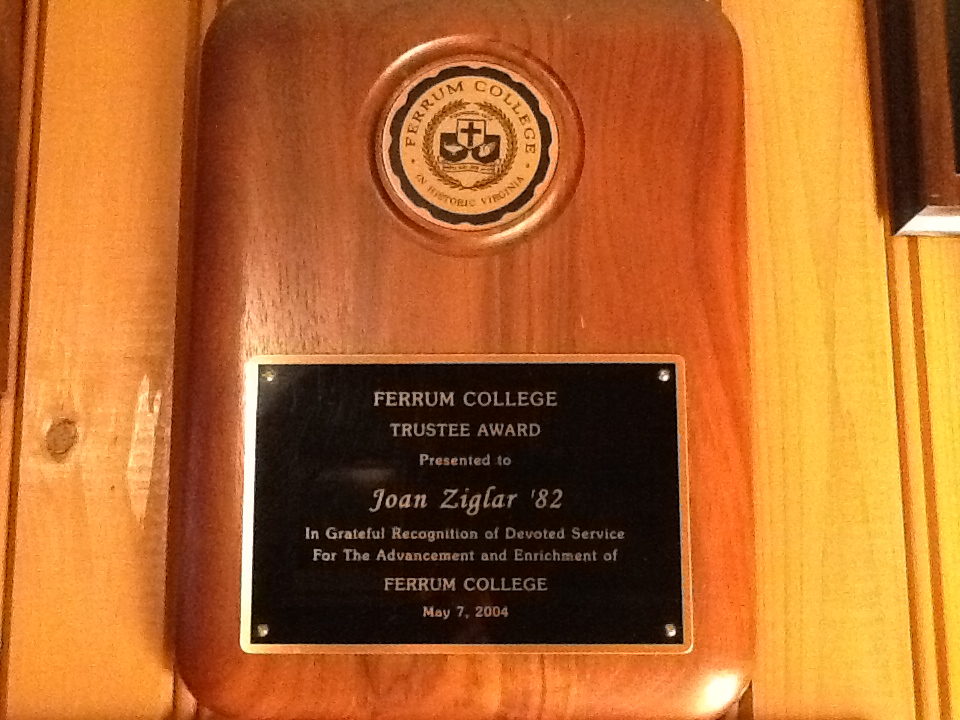 FERRUM COLLEGE
IN HISTORIC VIRGINIA
FERRUM COLLEGE
TRUSTEE AWARD
Presented to
Joan Ziglar '82
In Grateful Recognition of Devoted Service
For The Advancement and Enrichment of
FERRUM COLLEGE
May 7, 2004